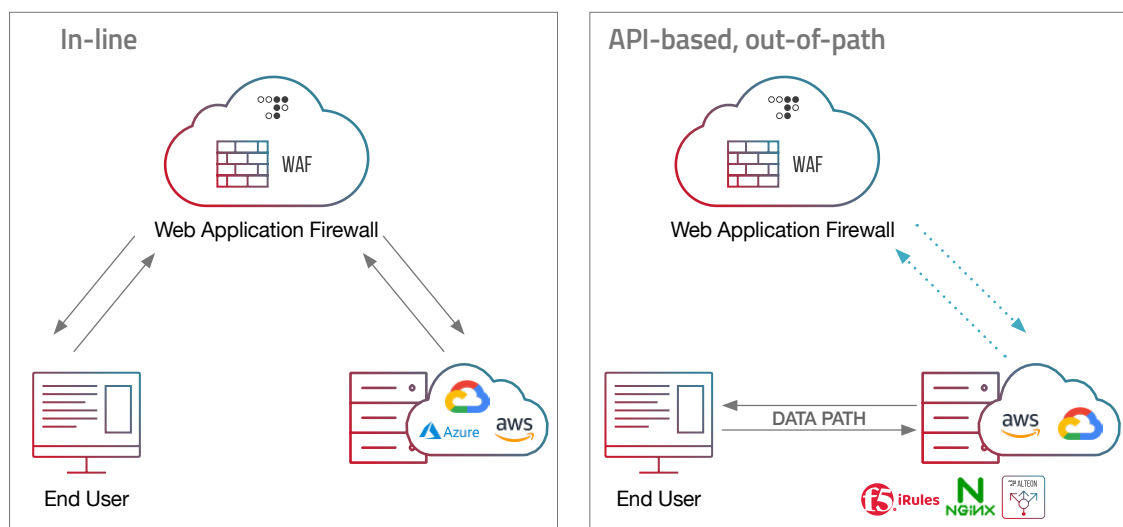 In-line
WAF
Web Application Firewall
Azure
aws
End User
API-based, out-of-path
WAF
Web Application Firewall
DATA PATH
aws
End User
f5. iRules
NGINX
ALTEON